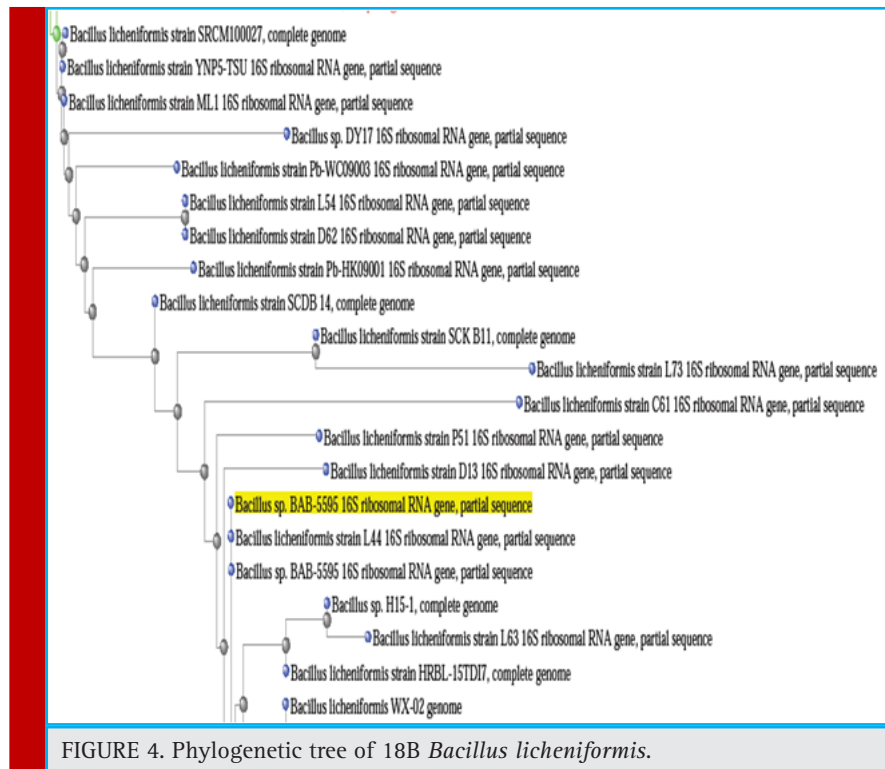 Bacillus licheniformis strain SRCM100027, complete genome
Bacillus licheniformis strain YNP5-TSU 16S ribosomal RNA gene, partial sequence
Bacillus licheniformis strain ML1 16S ribosomal RNA gene, partial sequence
Bacillus sp. DY17 16S ribosomal RNA gene, partial sequence
Bacillus licheniformis strain Pb-WC09003 16S ribosomal RNA gene, partial sequence
Bacillus licheniformis strain L54 16S ribosomal RNA gene, partial sequence
Bacillus licheniformis strain D62 16S ribosomal RNA gene, partial sequence
Bacillus licheniformis strain Pb-HK09001 16S ribosomal RNA gene, partial sequence
Bacillus licheniformis strain SCDB 14, complete genome
Bacillus licheniformis strain SCK B11, complete genome
Bacillus licheniformis strain L73 16S ribosomal RNA gene, partial sequence
Bacillus licheniformis strain C61 16S ribosomal RNA gene, partial sequence
Bacillus licheniformis strain P51 16S ribosomal RNA gene, partial sequence
Bacillus licheniformis strain D13 16S ribosomal RNA gene, partial sequence
Bacillus sp. BAB-5595 16S ribosomal RNA gene, partial sequence
Bacillus licheniformis strain L44 16S ribosomal RNA gene, partial sequence
Bacillus sp. BAB-5595 16S ribosomal RNA gene, partial sequence
Bacillus sp. H15-1, complete genome
Bacillus licheniformis strain L63 16S ribosomal RNA gene, partial sequence
Bacillus licheniformis strain HRBL-15TDI7, complete genome
Bacillus licheniformis WX-02 genome
FIGURE 4. Phylogenetic tree of 18B Bacillus licheniformis.